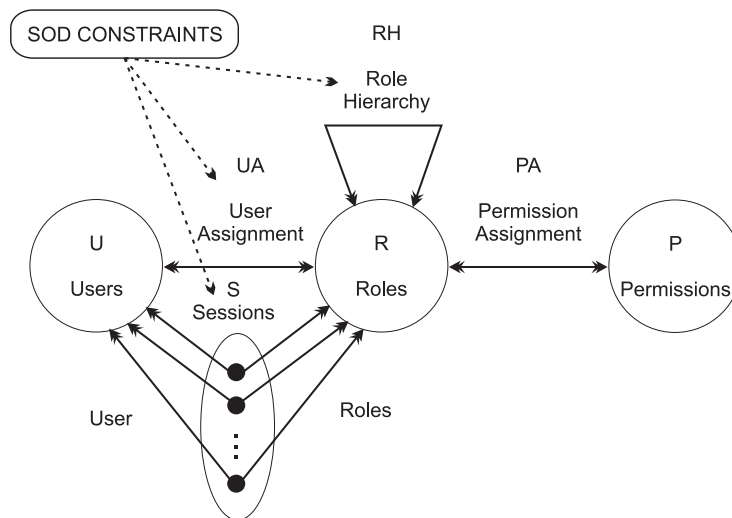 SOD CONSTRAINTS
RH
Role
Hierarchy
UA
PA
User
Assignment
Permission
Assignment
U
Users
R
Roles
P
Permissions
S
Sessions
User
Roles